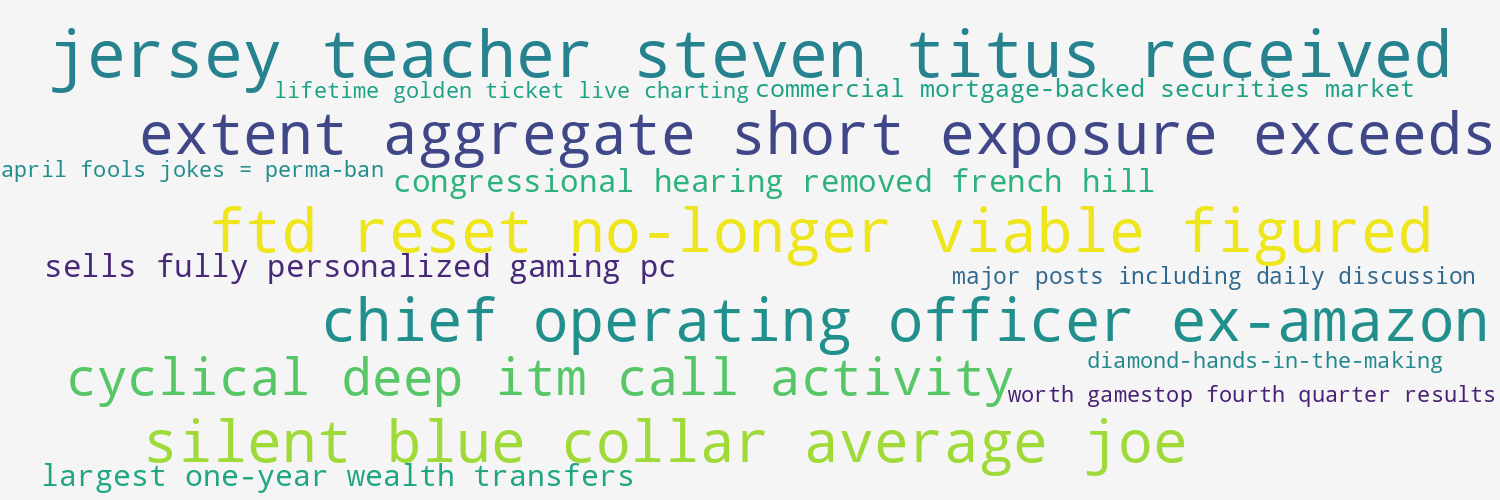 jersey teacher steven titus received
lifetime golden ticket live charting
commercial mortgage-backed securities market
extent aggregate short exposure exceeds
april fools jokes = perma-ban
congressional hearing removed french hill
ftd reset no-longer viable figured
sells fully personalized gaming pc
major posts including daily discussion
chief operating officer ex-amazon
diamond-hands-in-the-making
cyclical deep itm call activity
worth gamestop fourth quarter results
silent blue collar average joe
largest one-year wealth transfers